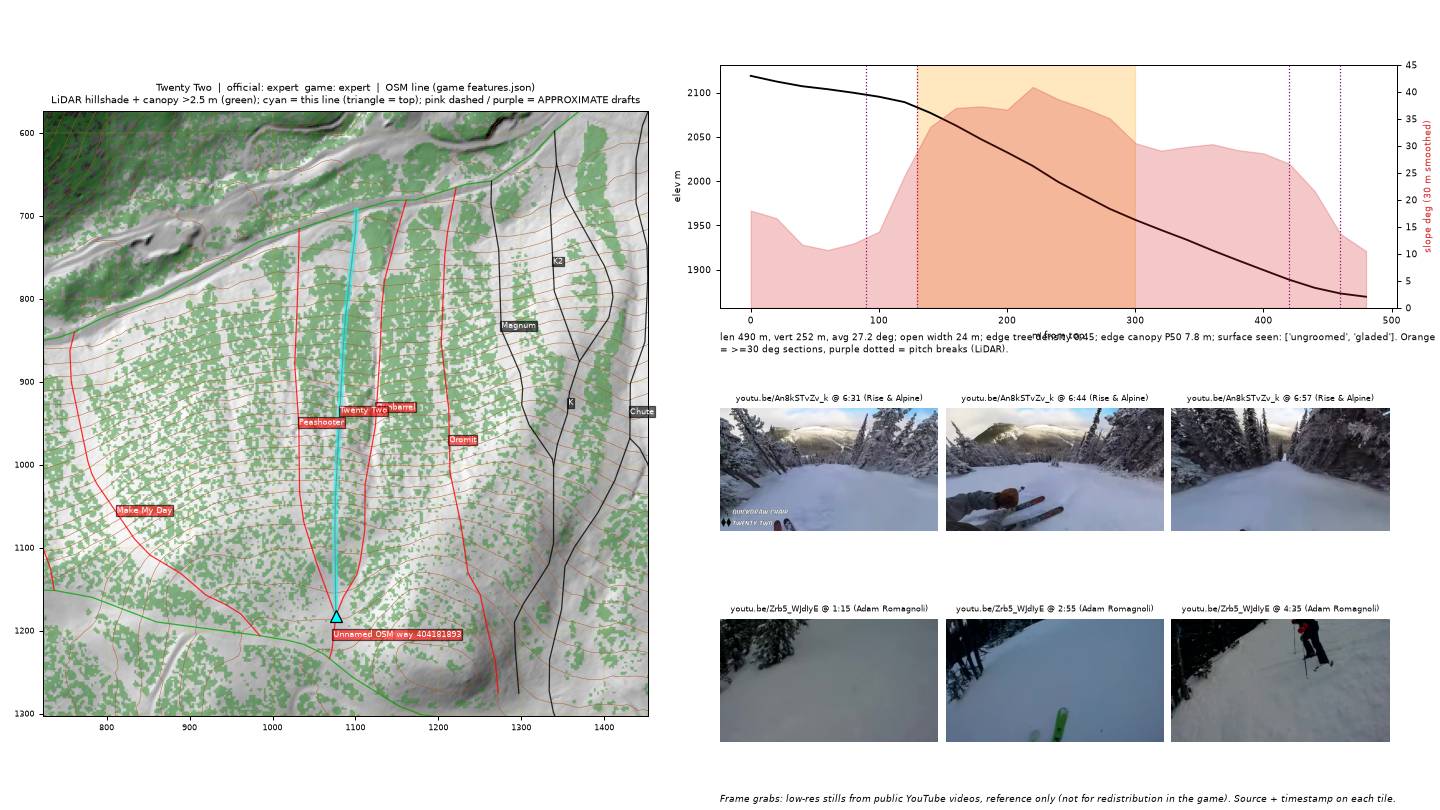 Twenty Two | official: expert game: expert | OSM line (game features.json)
LiDAR hillshade + canopy >2.5 m (green); cyan = this line (triangle = top); pink dashed / purple = APPROXIMATE drafts
600
700
800
900
1000
1100
1200
1300
800
900
1000
1100
1200
1300
1400
K2
Magnum
K
Chute
Twenty Two
Peashooter
Gromit
Make My Day
Unnamed OSM way 404181893
2100
2050
2000
1950
1900
elev m
45
40
35
30
25
20
15
10
5
0
slope deg (30 m smoothed)
0
100
200
300
400
500
m from top
len 490 m, vert 252 m, avg 27.2 deg; open width 24 m; edge tree density 0.45; edge canopy P50 7.8 m; surface seen: ['ungroomed', 'gladed']. Orange
= >=30 deg sections, purple dotted = pitch breaks (LiDAR).
youtu.be/An8kSTvZv_k @ 6:31 (Rise & Alpine)
youtu.be/An8kSTvZv_k @ 6:44 (Rise & Alpine)
youtu.be/An8kSTvZv_k @ 6:57 (Rise & Alpine)
QUICKDRAW CHAIR
TWENTY TWO
youtu.be/Zrb5_WJdIyE @ 1:15 (Adam Romagnoli)
youtu.be/Zrb5_WJdIyE @ 2:55 (Adam Romagnoli)
youtu.be/Zrb5_WJdIyE @ 4:35 (Adam Romagnoli)
Frame grabs: low-res stills from public YouTube videos, reference only (not for redistribution in the game). Source + timestamp on each tile.